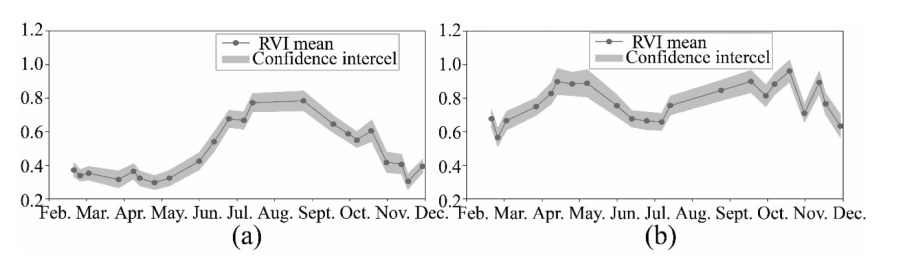 1.2
1.0
0.8
0.6
0.4
0.2
RVI mean
Confidence intercel
Feb. Mar. Apr. May. Jun. Jul. Aug. Sept. Oct. Nov. Dec.
(a)
1.2
1.0
0.8
0.6
0.4
0.2
RVI mean
Confidence intercel
Feb. Mar. Apr. May. Jun. Jul. Aug. Sept. Oct. Nov. Dec.
(b)